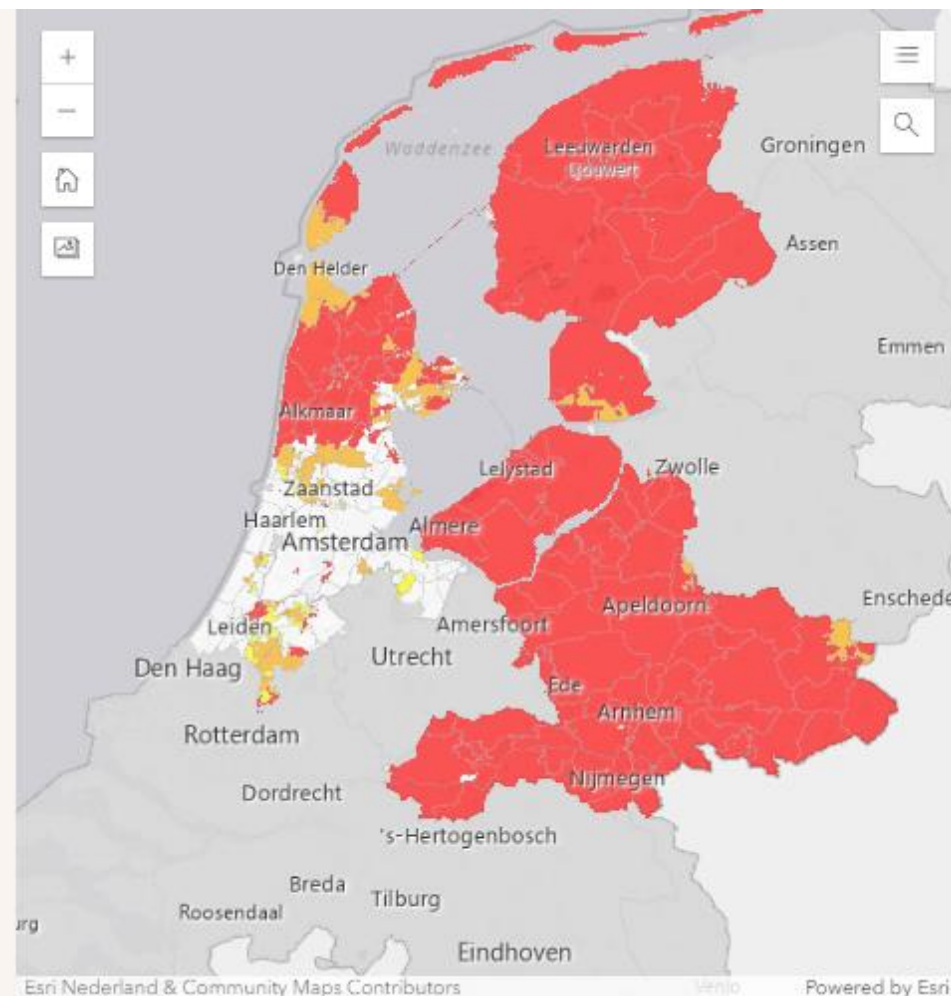 +
Waddenzee
Leeuwarden
Ljouwert
Groningen
−
Assen
Den Helder
Emmen
Alkmaar
Lelystad
Zwolle
Zaanstad
Haarlem
Almere
Amsterdam
Enschede
Apeldoorn
Leiden
Amersfoort
Utrecht
Den Haag
Ede
Arnhem
Rotterdam
Nijmegen
Dordrecht
's-Hertogenbosch
Breda
Tilburg
Roosendaal
urg
Eindhoven
Venlo
Esri Nederland & Community Maps Contributors
Powered by Esri